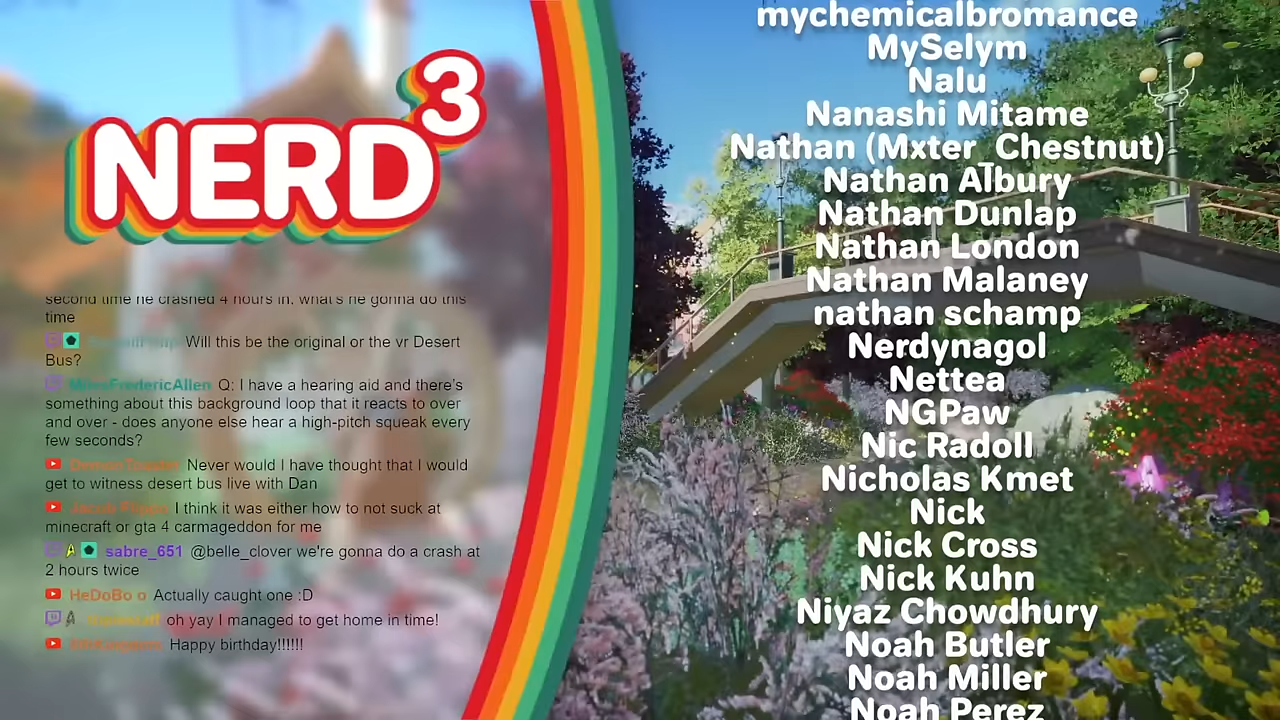 NERD³
second time he crashed 4 hours in. what's he gonna do this
time
Will this be the original or the vr Desert
Bus?
MilesFredericAllen Q: I have a hearing aid and there's
something about this background loop that it reacts to over
and over - does anyone else hear a high-pitch squeak every
few seconds?
Never would I have thought that I would
get to witness desert bus live with Dan
I think it was either how to not suck at
minecraft or gta 4 carmageddon for me
sabre_651 @belle_clover we're gonna do a crash at
2 hours twice
HeDoBo o Actually caught one :D
oh yay I managed to get home in time!
Happy birthday!!!!!!
mychemicalbromance
MySelym
Nalu
Nanashi Mitame
Nathan (Mxter_Chestnut)
Nathan Albury
Nathan Dunlap
Nathan London
Nathan Malaney
nathan schamp
Nerdynagol
Nettea
NGPaw
Nic Radoll
Nicholas Kmet
Nick
Nick Cross
Nick Kuhn
Niyaz Chowdhury
Noah Butler
Noah Miller
Noah Perez